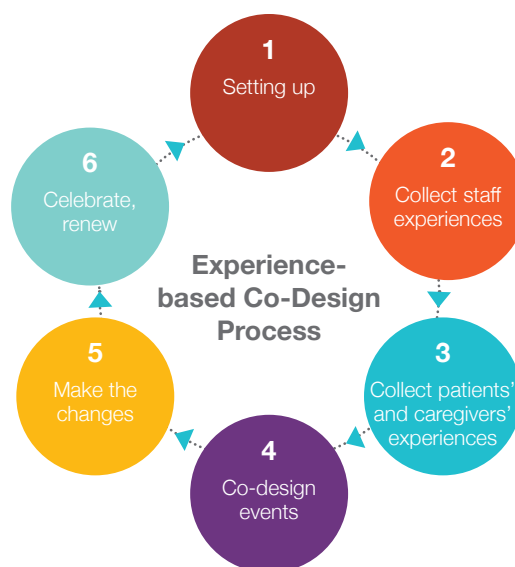 1
Setting up
2
Collect staff
experiences
3
Collect patients’
and caregivers’
experiences
4
Co-design
events
5
Make the
changes
6
Celebrate,
renew
Experience-
based Co-Design
Process